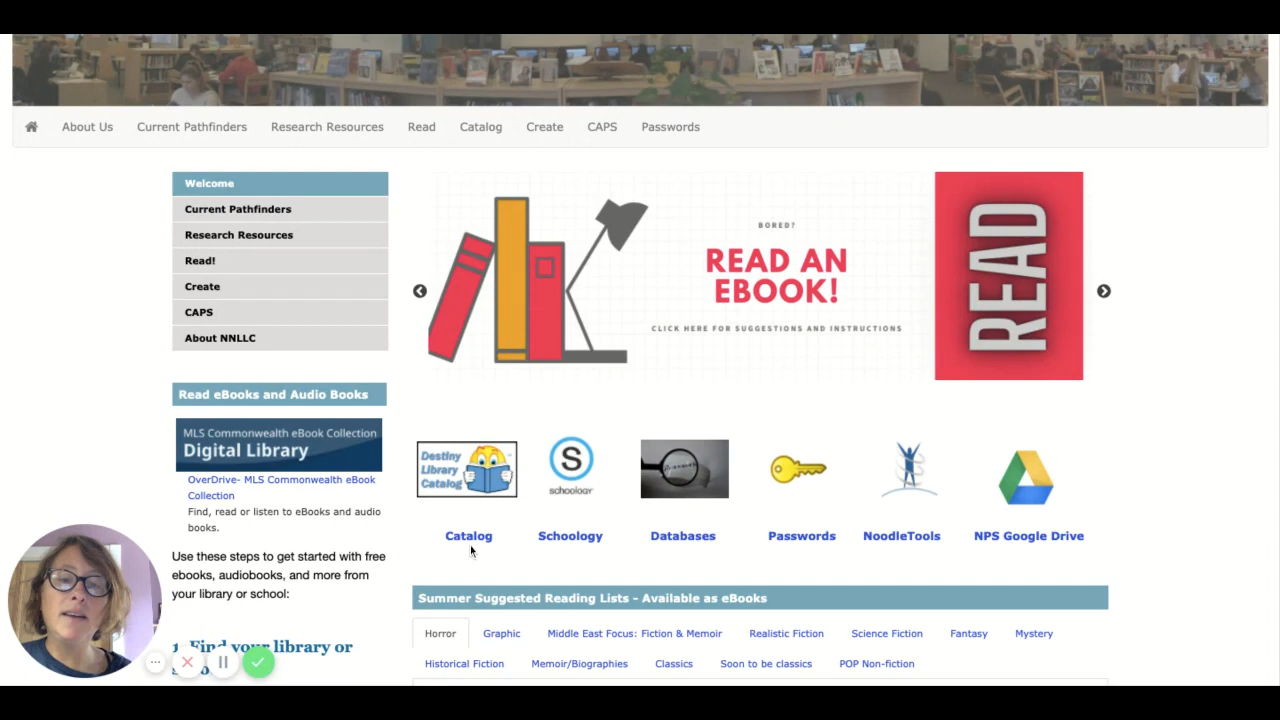 About Us Current Pathfinders Research Resources Read Catalog Create CAPS Passwords
Welcome
Current Pathfinders
Research Resources
Read!
Create
CAPS
About NNLLC
Read eBooks and Audio Books
MLS Commonwealth eBook Collection
Digital Library
OverDrive- MLS Commonwealth eBook
Collection
Find, read or listen to eBooks and audio
books.
Use these steps to get started with free
ebooks, audiobooks, and more from
your library or school:
1. Find your library or
BORED?
READ AN
EBOOK!
CLICK HERE FOR SUGGESTIONS AND INSTRUCTIONS
READ
Destiny
Library
Catalog
S
schoology
Catalog Schoology Databases Passwords NoodleTools NPS Google Drive
Summer Suggested Reading Lists - Available as eBooks
Horror Graphic Middle East Focus: Fiction & Memoir Realistic Fiction Science Fiction Fantasy Mystery
Historical Fiction Memoir/Biographies Classics Soon to be classics POP Non-fiction